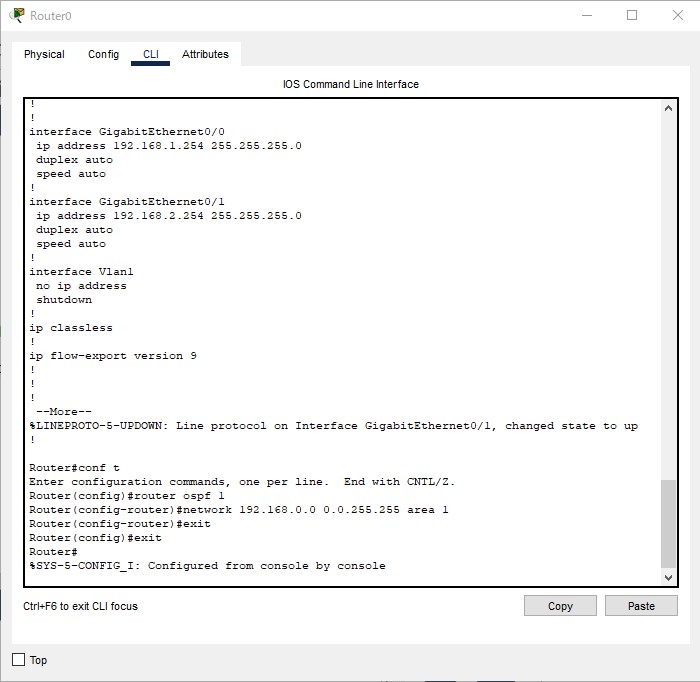 Router0
Physical Config CLI Attributes
IOS Command Line Interface
!
!
interface GigabitEthernet0/0
 ip address 192.168.1.254 255.255.255.0
 duplex auto
 speed auto
!
interface GigabitEthernet0/1
 ip address 192.168.2.254 255.255.255.0
 duplex auto
 speed auto
!
interface Vlan1
 no ip address
 shutdown
!
ip classless
!
ip flow-export version 9
!
!
!
 --More--
%LINEPROTO-5-UPDOWN: Line protocol on Interface GigabitEthernet0/1, changed state to up
!
Router#conf t
Enter configuration commands, one per line.  End with CNTL/Z.
Router(config)#router ospf 1
Router(config-router)#network 192.168.0.0 0.0.255.255 area 1
Router(config-router)#exit
Router(config)#exit
Router#
%SYS-5-CONFIG_I: Configured from console by console
Ctrl+F6 to exit CLI focus
Copy
Paste
Top